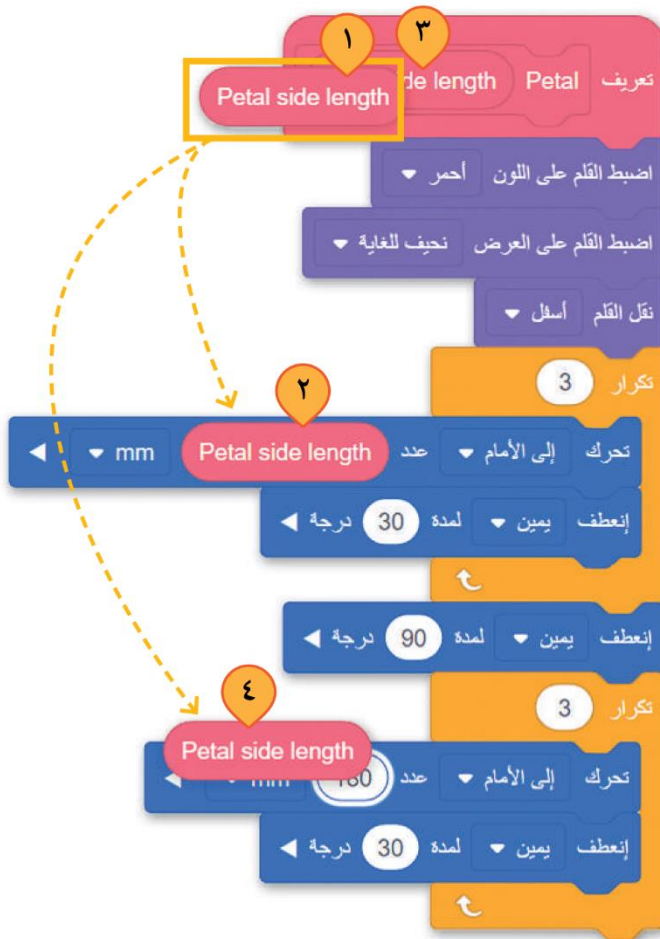 ١ ٣
تعريف Petal de length Petal side length
اضبط القلم على اللون أحمر
اضبط القلم على العرض نحيف للغاية
نقل القلم أسفل
تكرار 3
٢
تحرك إلى الأمام عدد Petal side length mm
إنعطف يمين لمدة 30 درجة
إنعطف يمين لمدة 90 درجة
تكرار 3
٤
Petal side length
تحرك إلى الأمام عدد mm
إنعطف يمين لمدة 30 درجة